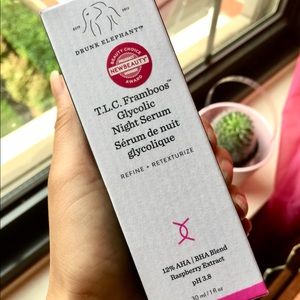 DRUNK ELEPHANT™
BEAUTY CHOICE
NEWBEAUTY
AWARD
T.L.C. Framboos™
Glycolic
Night Serum
Sérum de nuit
glycolique
REFINE + RETEXTURIZE
12% AHA | BHA Blend
Raspberry Extract
pH 3.8
30 ml / 1 fl oz